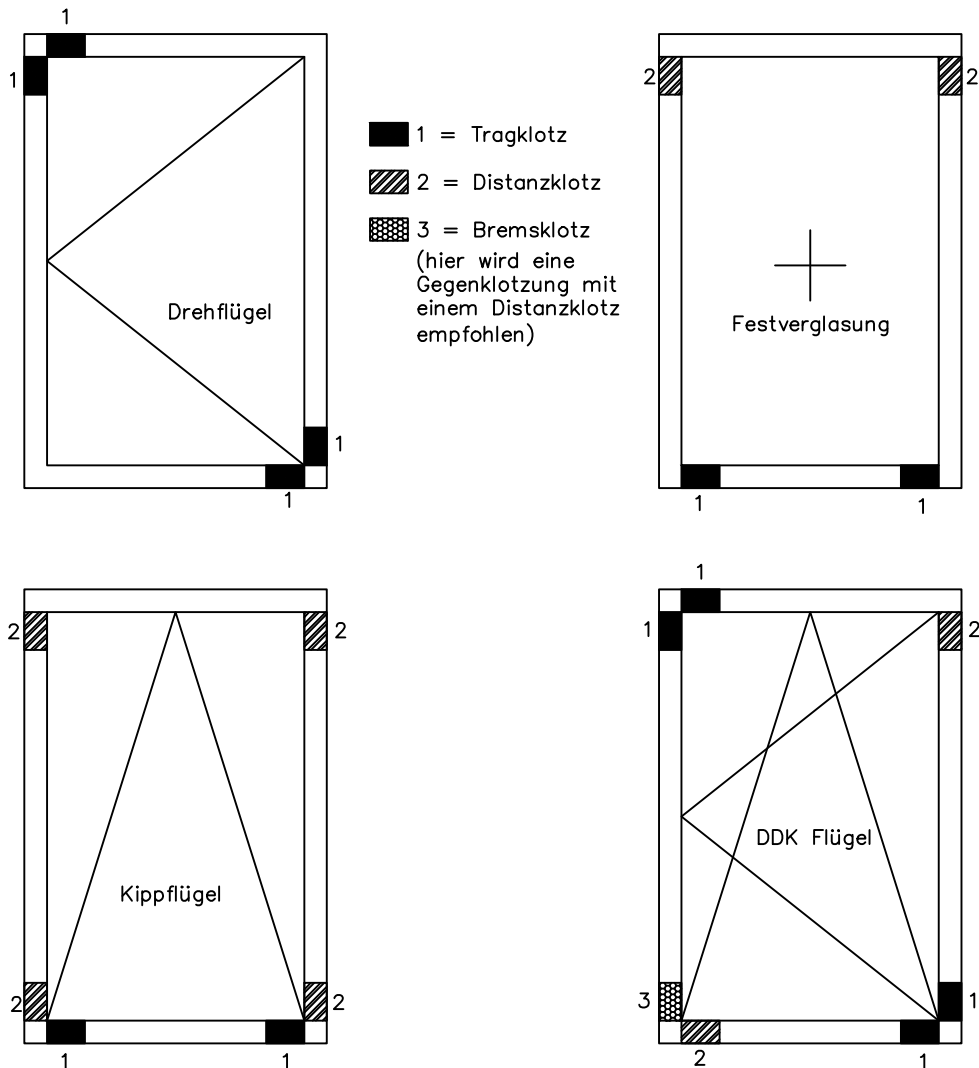 1
1
1 = Tragklotz
2 = Distanzklotz
3 = Bremsklotz
(hier wird eine
Gegenklotzung mit
einem Distanzklotz
empfohlen)
Drehflügel
1
1
2
2
Festverglasung
1
1
2
2
Kippflügel
2
2
1
1
1
1
2
DDK Flügel
3
1
2
1